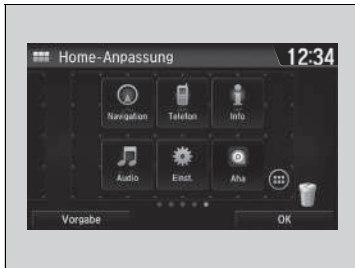 Home-Anpassung 12:34
Navigation Telefon Info
Audio Einst. Aha
Vorgabe OK